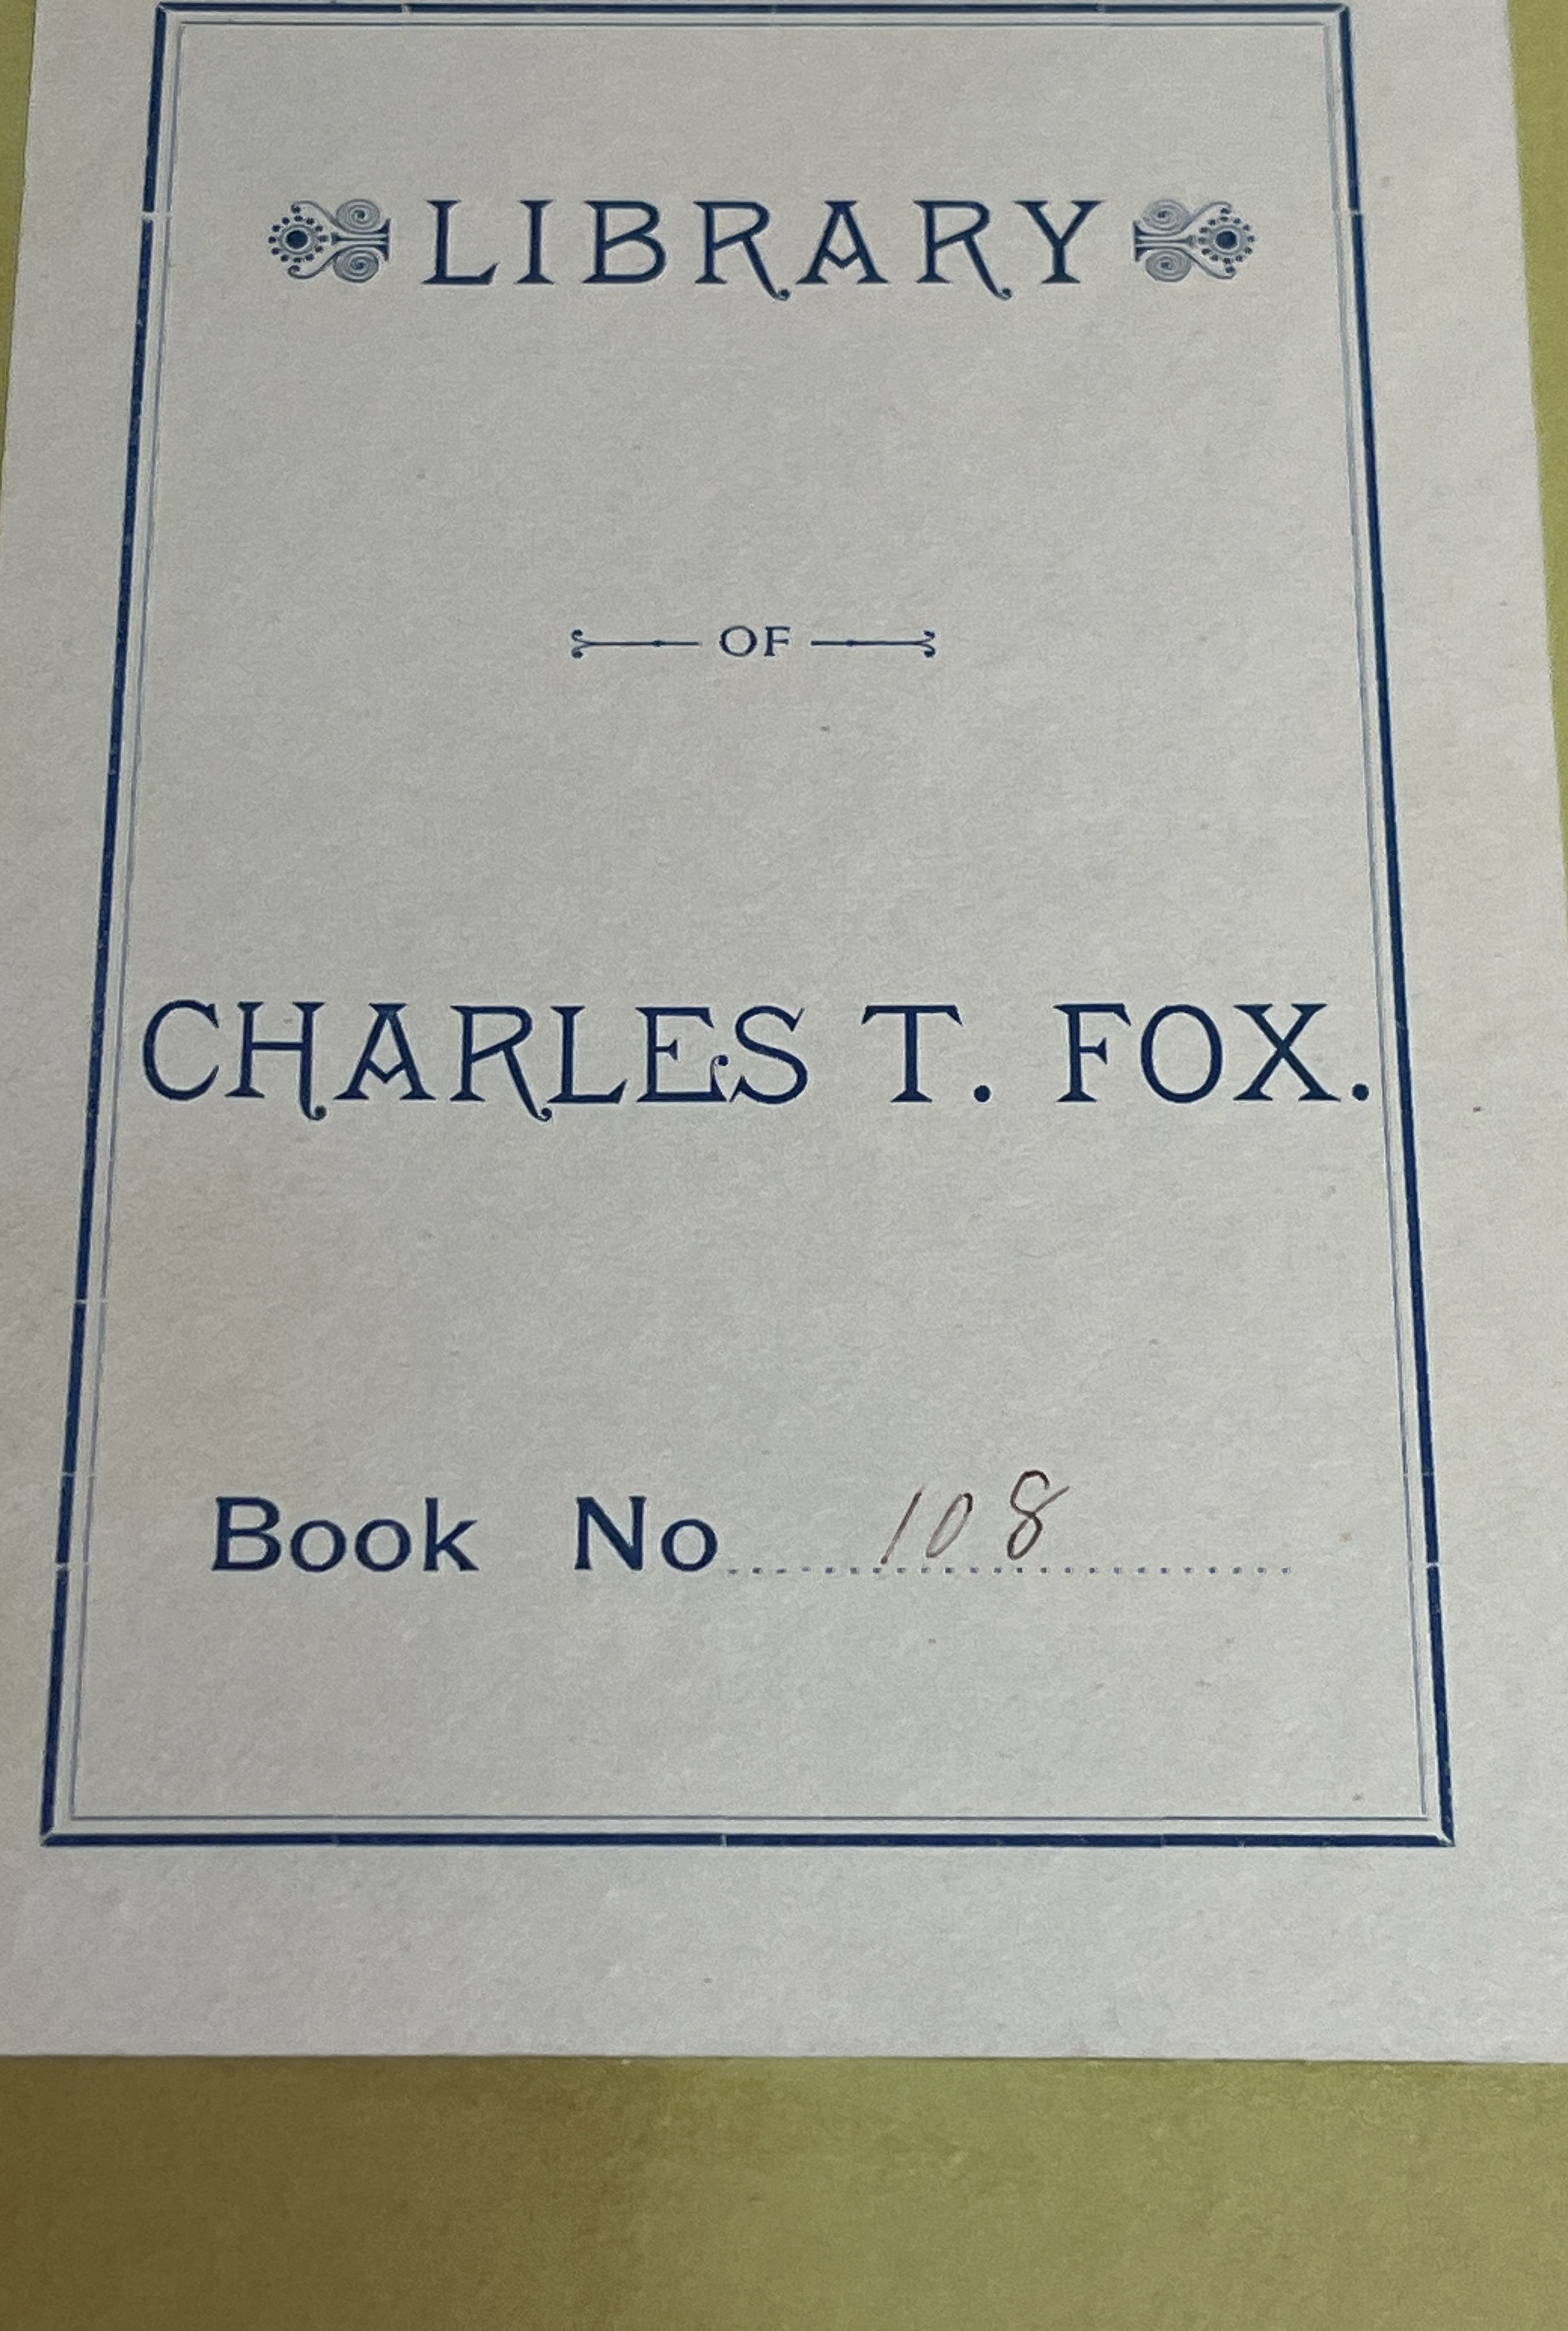 LIBRARY
OF
CHARLES T. FOX.
Book No 108